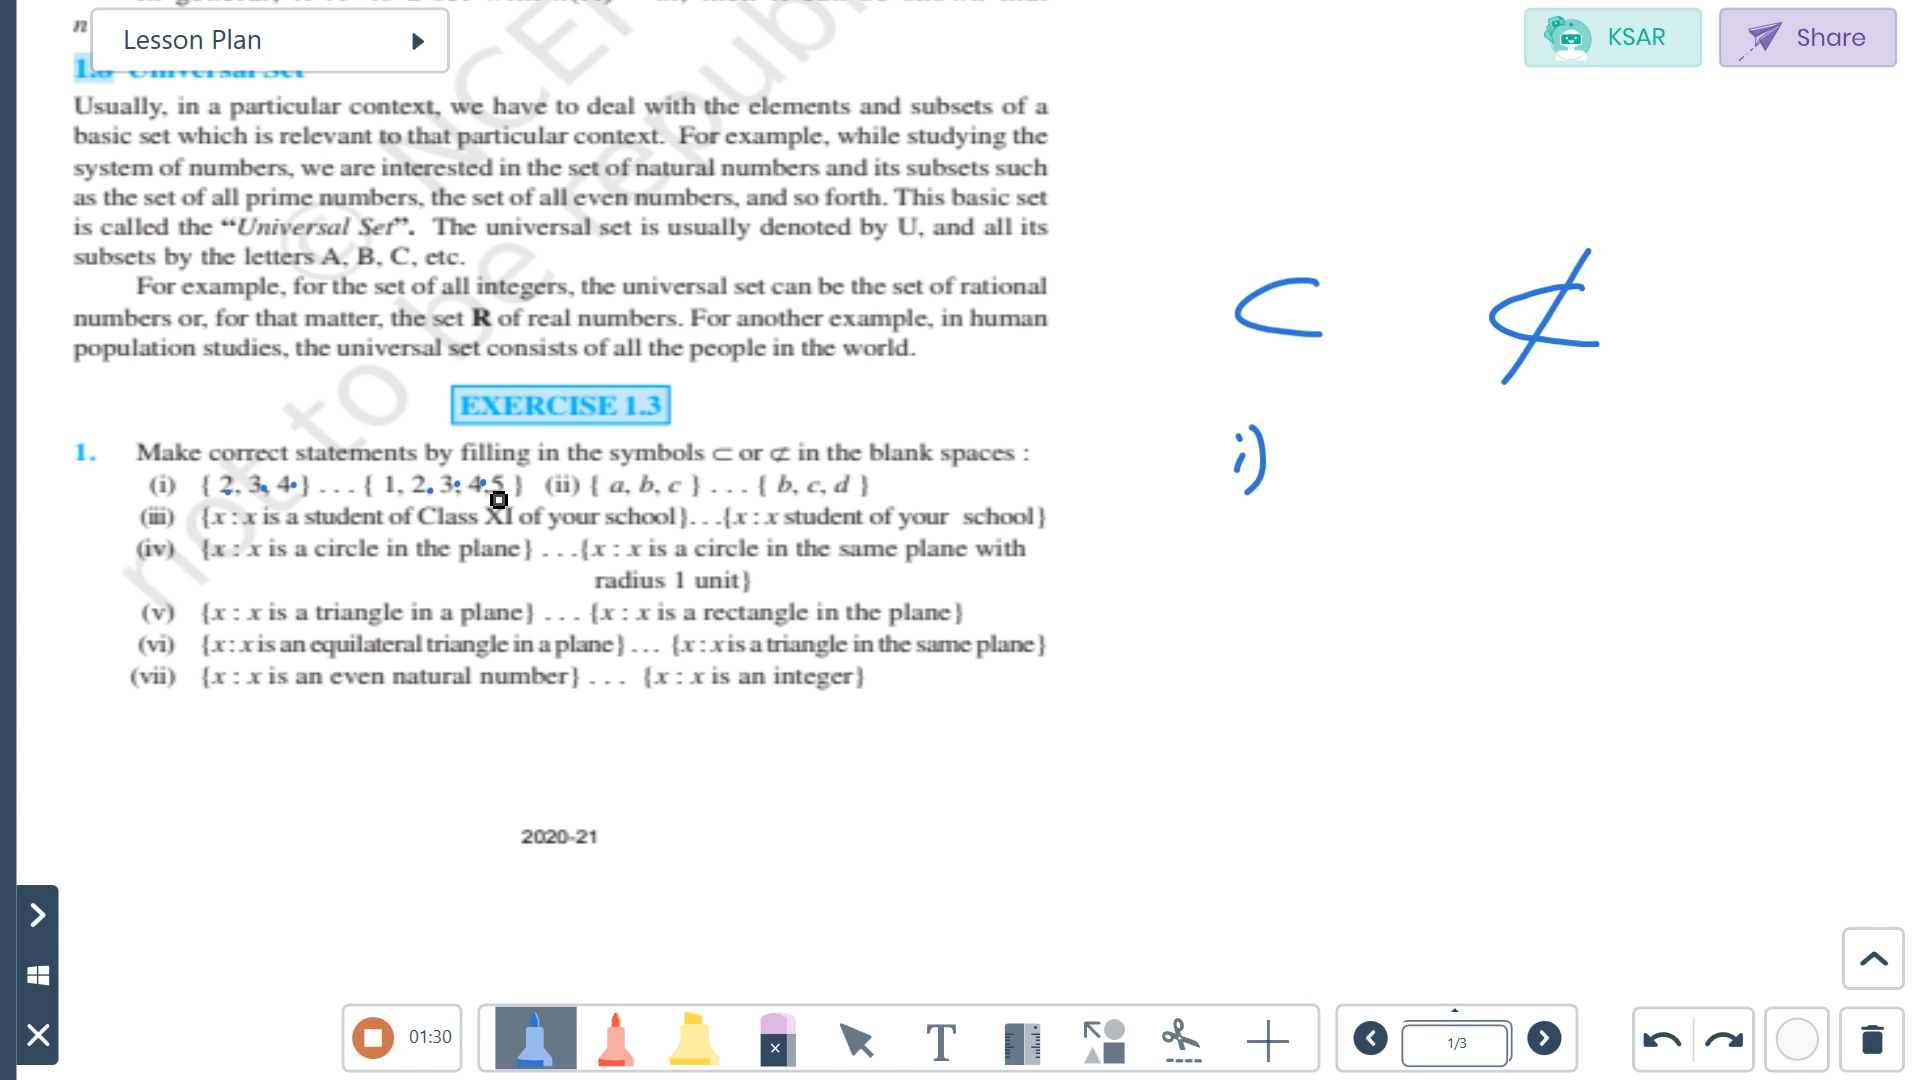 n
Lesson Plan
KSAR
Share
1.6 Universal Set
Usually, in a particular context, we have to deal with the elements and subsets of a
basic set which is relevant to that particular context. For example, while studying the
system of numbers, we are interested in the set of natural numbers and its subsets such
as the set of all prime numbers, the set of all even numbers, and so forth. This basic set
is called the “Universal Set”. The universal set is usually denoted by U, and all its
subsets by the letters A, B, C, etc.
For example, for the set of all integers, the universal set can be the set of rational
numbers or, for that matter, the set R of real numbers. For another example, in human
population studies, the universal set consists of all the people in the world.
⊂ ⊄
EXERCISE 1.3
1. Make correct statements by filling in the symbols ⊂ or ⊄ in the blank spaces :
i)
(i) { 2, 3, 4 } . . . { 1, 2, 3, 4,5 } (ii) { a, b, c } . . . { b, c, d }
(iii) {x : x is a student of Class XI of your school}. . .{x : x student of your school}
(iv) {x : x is a circle in the plane} . . .{x : x is a circle in the same plane with
radius 1 unit}
(v) {x : x is a triangle in a plane} . . . {x : x is a rectangle in the plane}
(vi) {x : x is an equilateral triangle in a plane} . . . {x : x is a triangle in the same plane}
(vii) {x : x is an even natural number} . . . {x : x is an integer}
2020-21
01:30
T
1/3